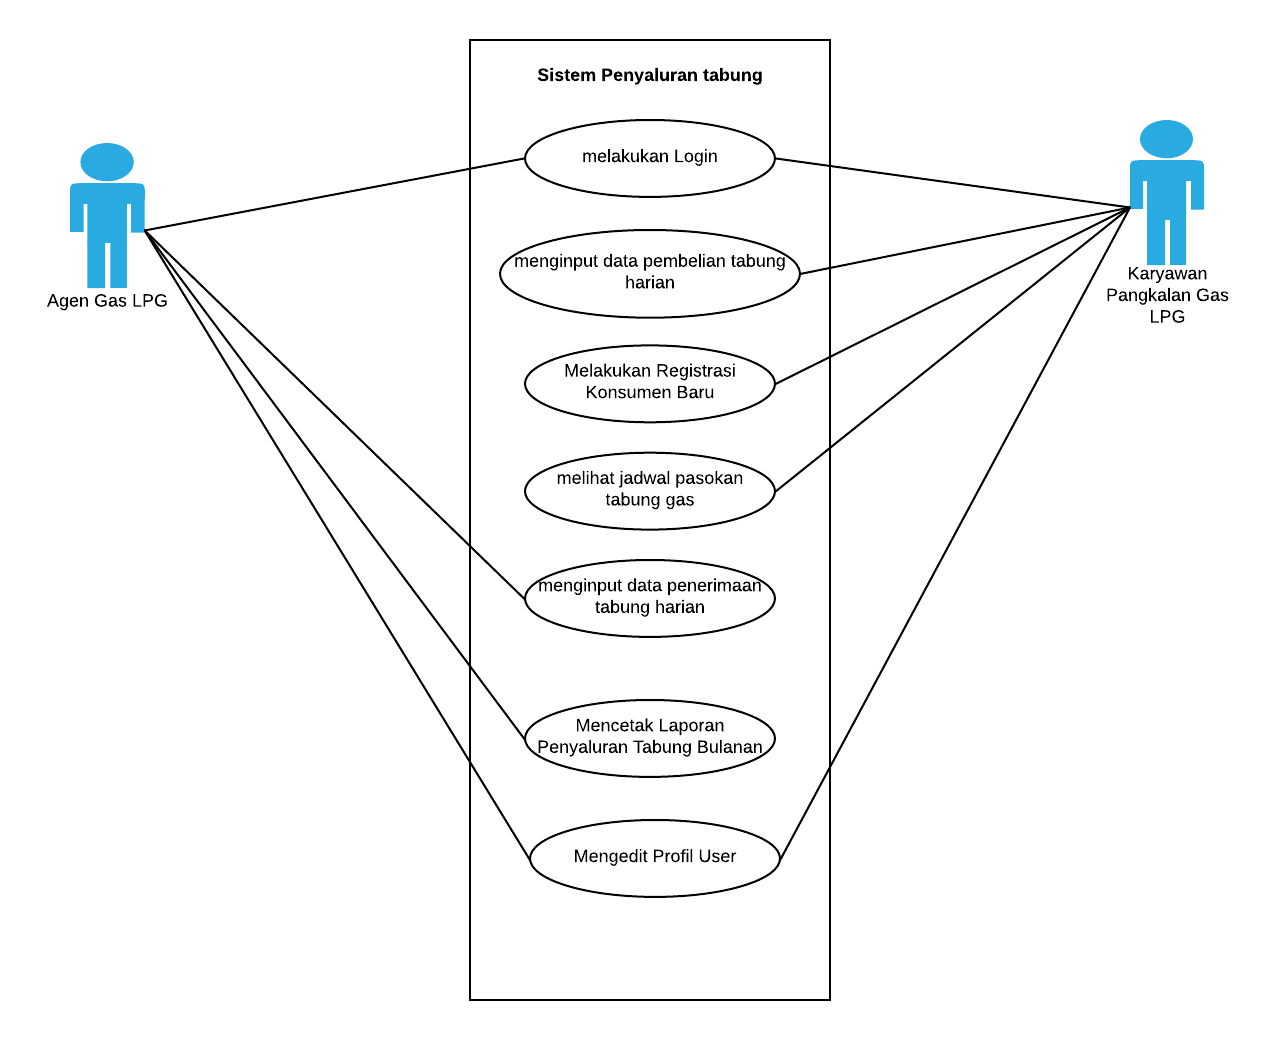 Sistem Penyaluran tabung
melakukan Login
menginput data pembelian tabung
harian
Melakukan Registrasi
Konsumen Baru
melihat jadwal pasokan
tabung gas
menginput data penerimaan
tabung harian
Mencetak Laporan
Penyaluran Tabung Bulanan
Mengedit Profil User
Agen Gas LPG
Karyawan
Pangkalan Gas
LPG